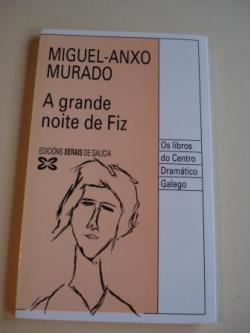 MIGUEL-ANXO
MURADO
A grande
noite de Fiz
EDICIÓNS XERAIS DE GALICIA
Os libros
do Centro
Dramático
Galego